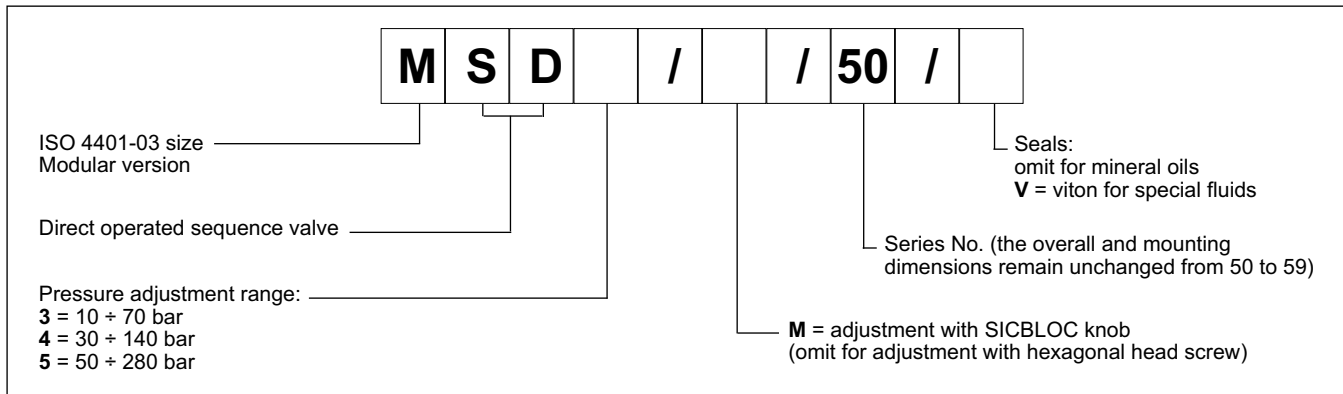 M S D / / 50 /
ISO 4401-03 size
Modular version
Direct operated sequence valve
Pressure adjustment range:
3 = 10 ÷ 70 bar
4 = 30 ÷ 140 bar
5 = 50 ÷ 280 bar
Seals:
omit for mineral oils
V = viton for special fluids
Series No. (the overall and mounting
dimensions remain unchanged from 50 to 59)
M = adjustment with SICBLOC knob
(omit for adjustment with hexagonal head screw)